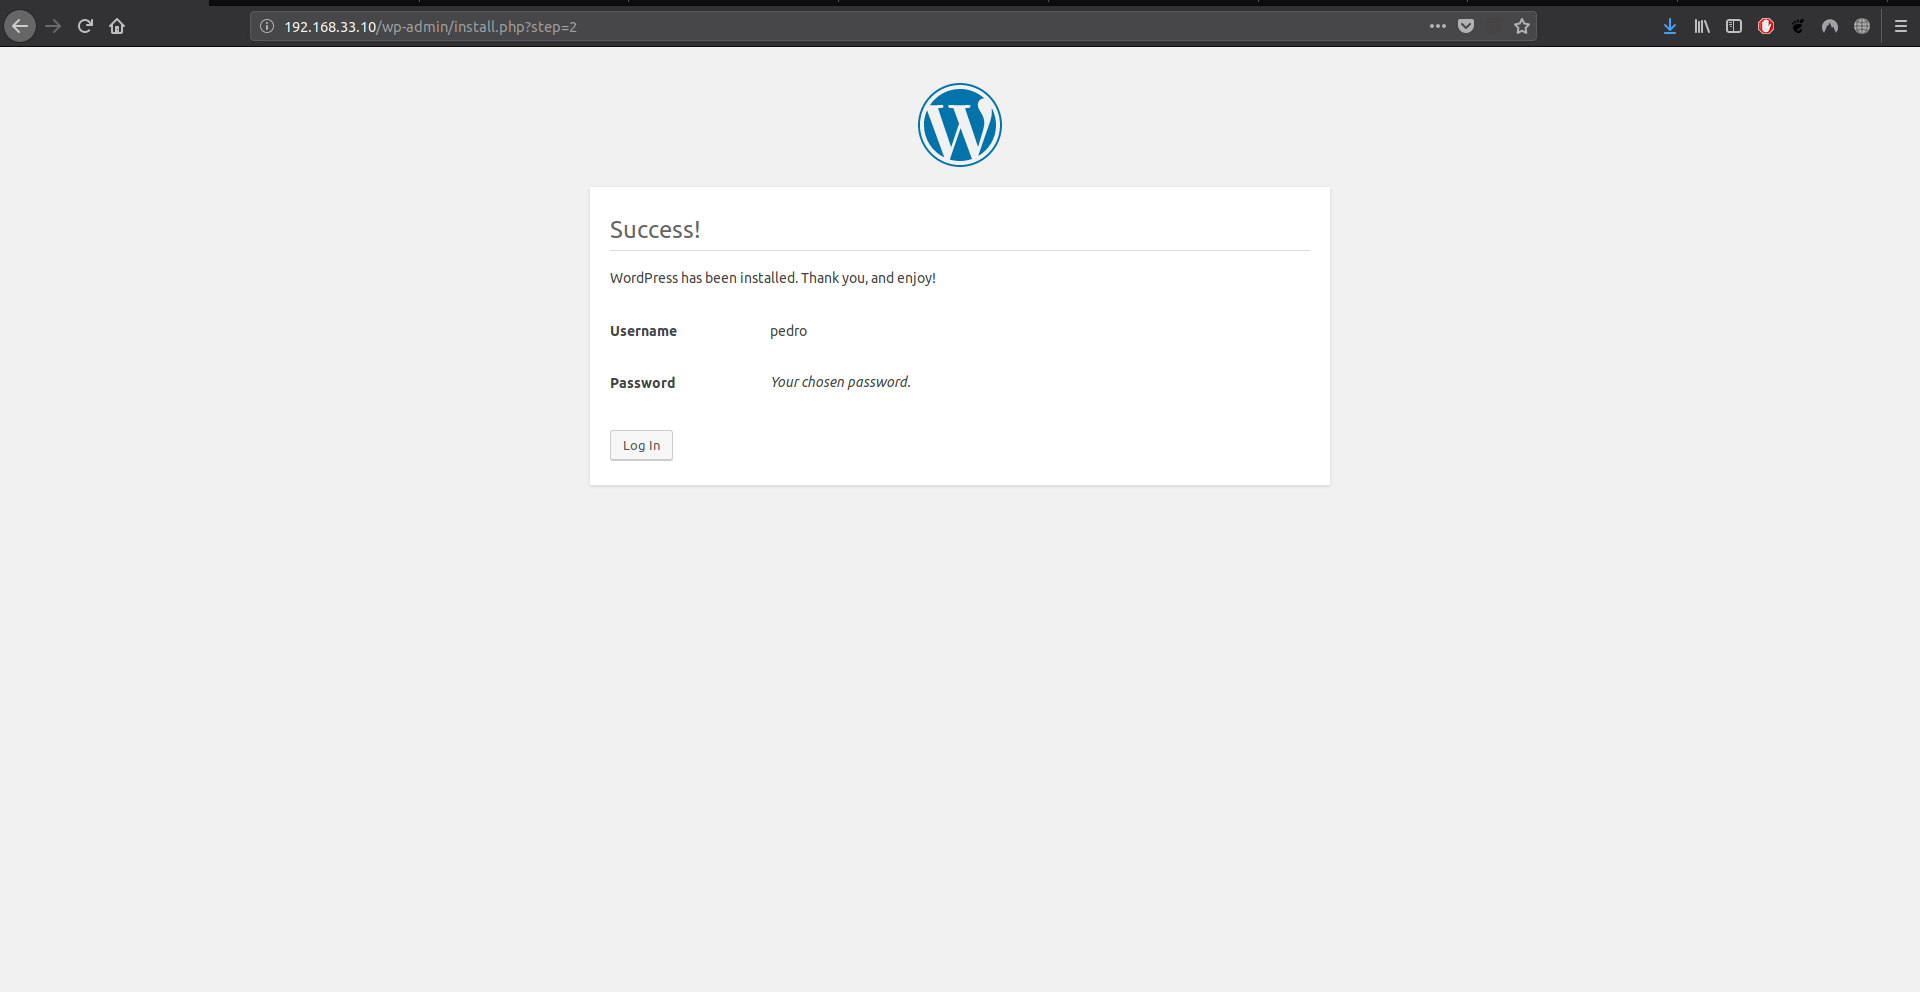 192.168.33.10/wp-admin/install.php?step=2
Success!
WordPress has been installed. Thank you, and enjoy!
Username pedro
Password Your chosen password.
Log In